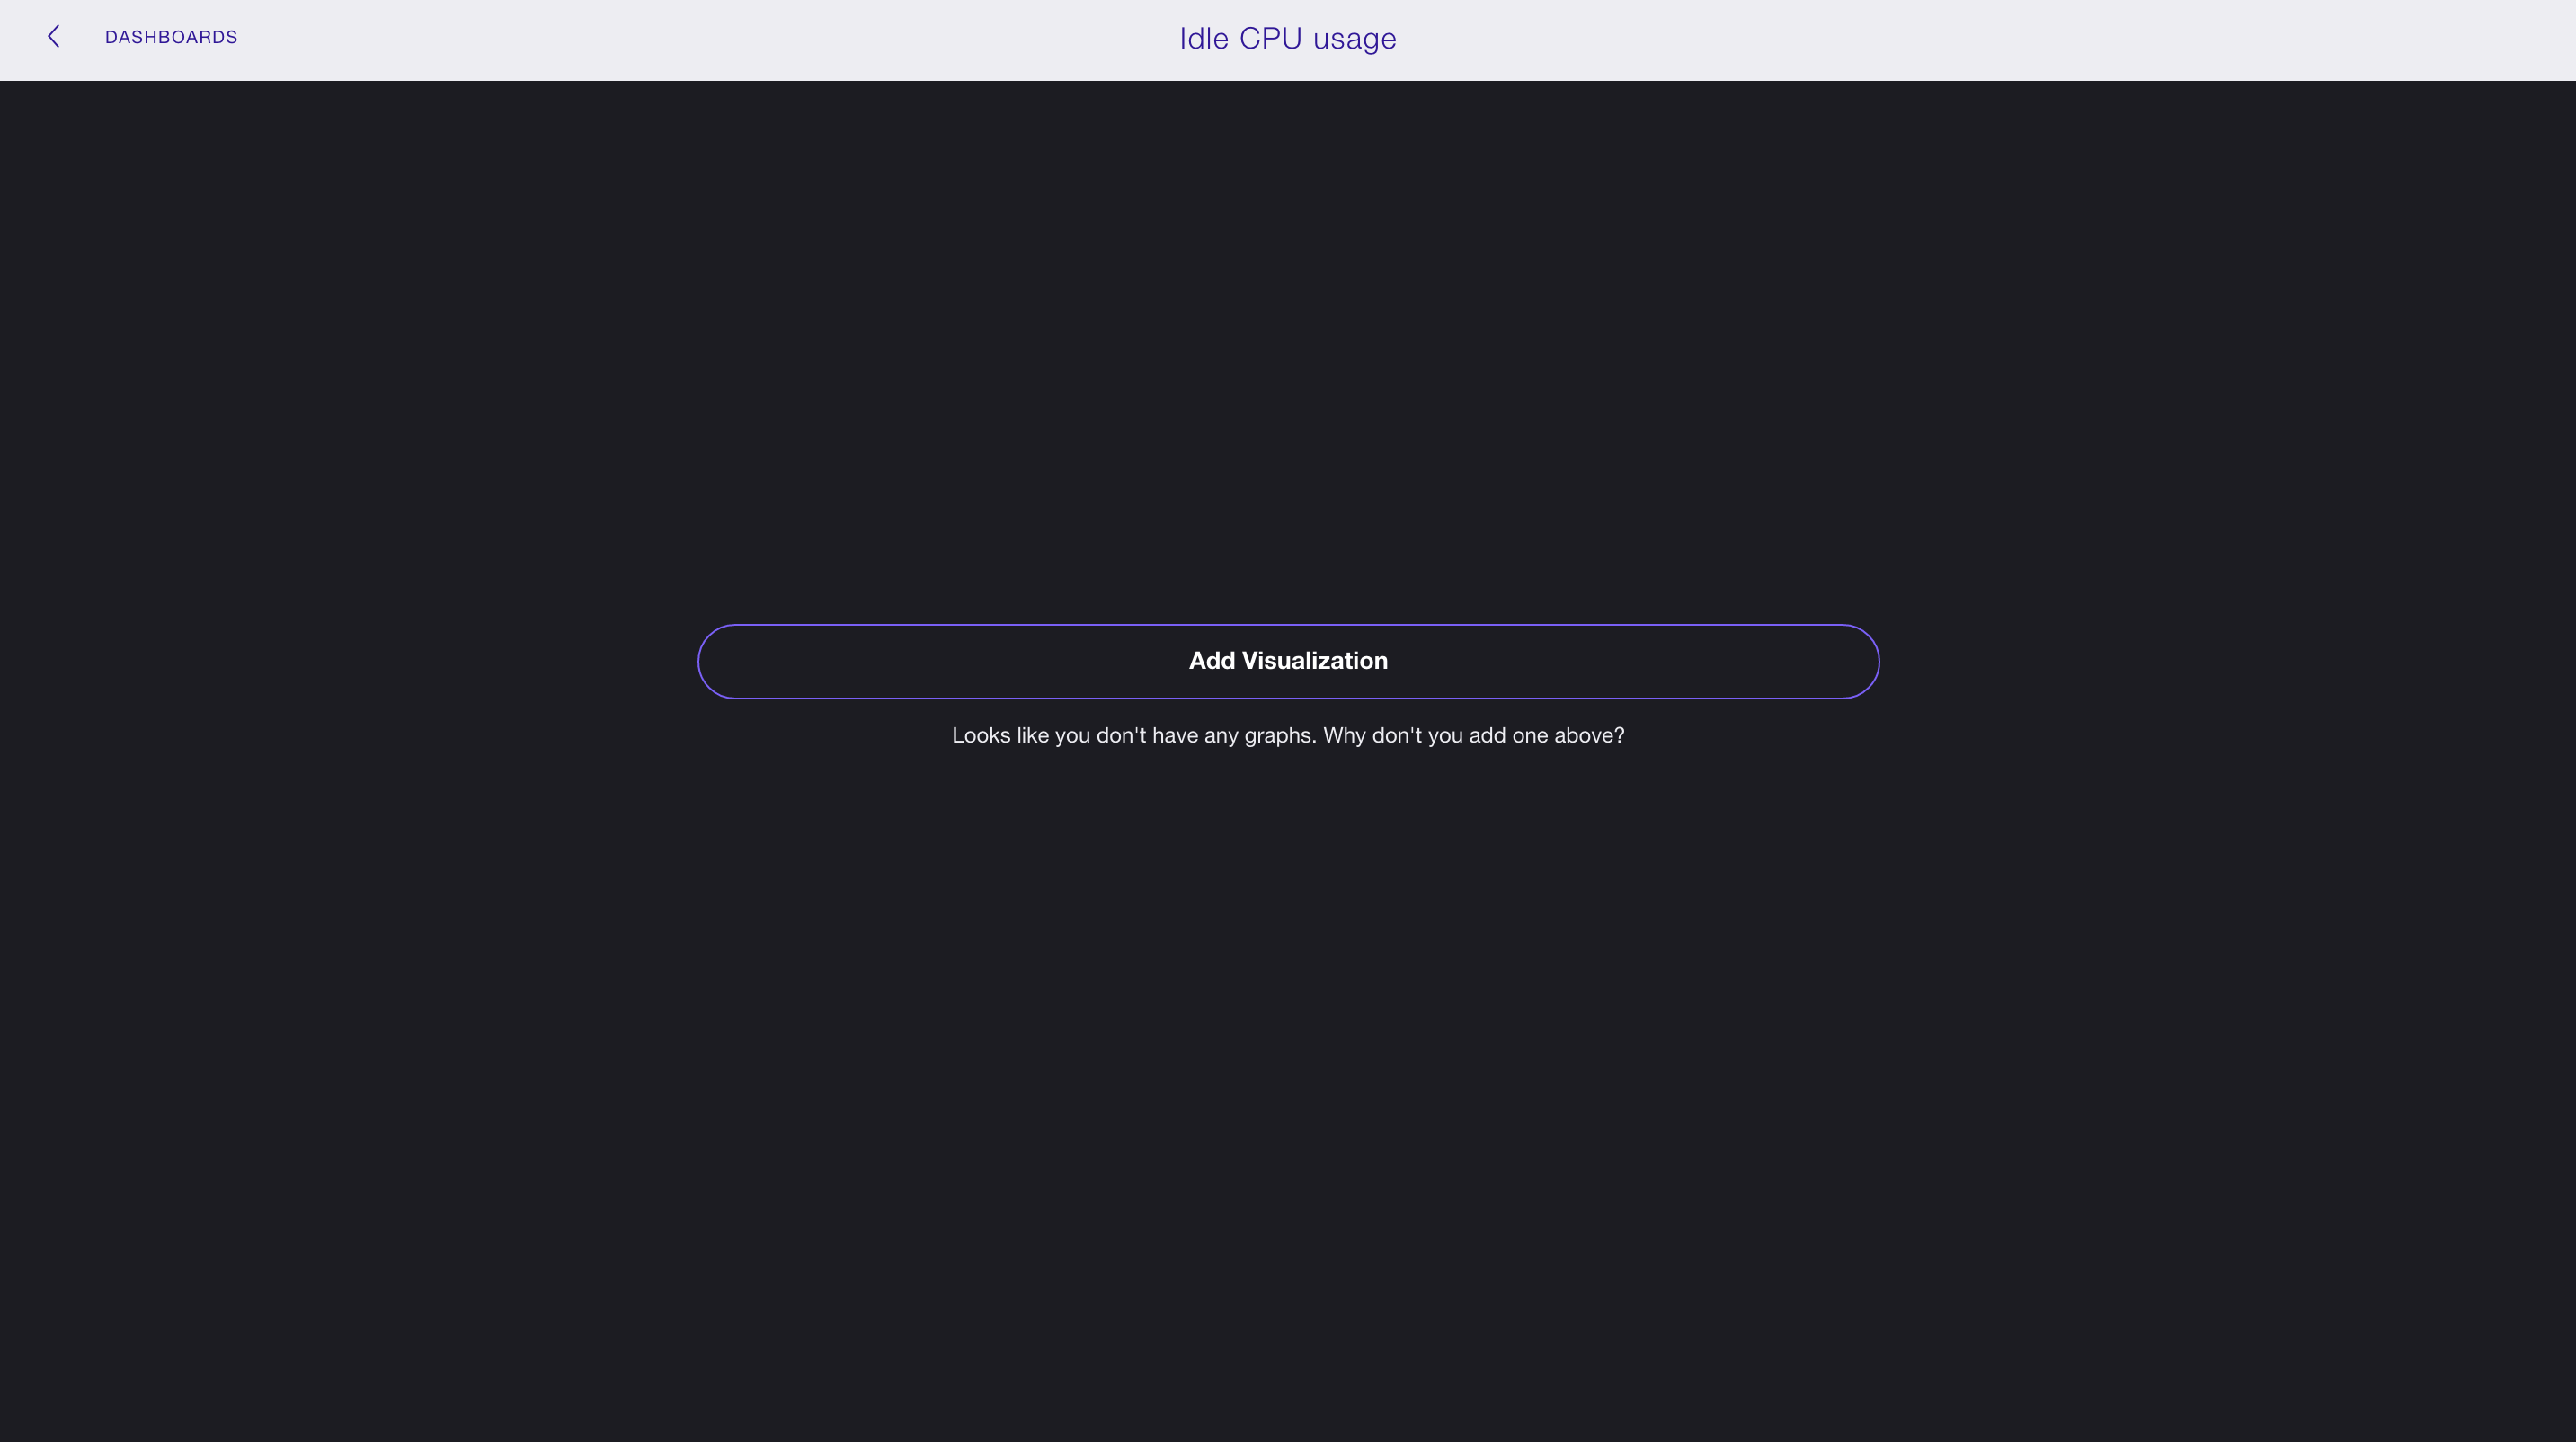 DASHBOARDS
Idle CPU usage
Add Visualization
Looks like you don't have any graphs. Why don't you add one above?